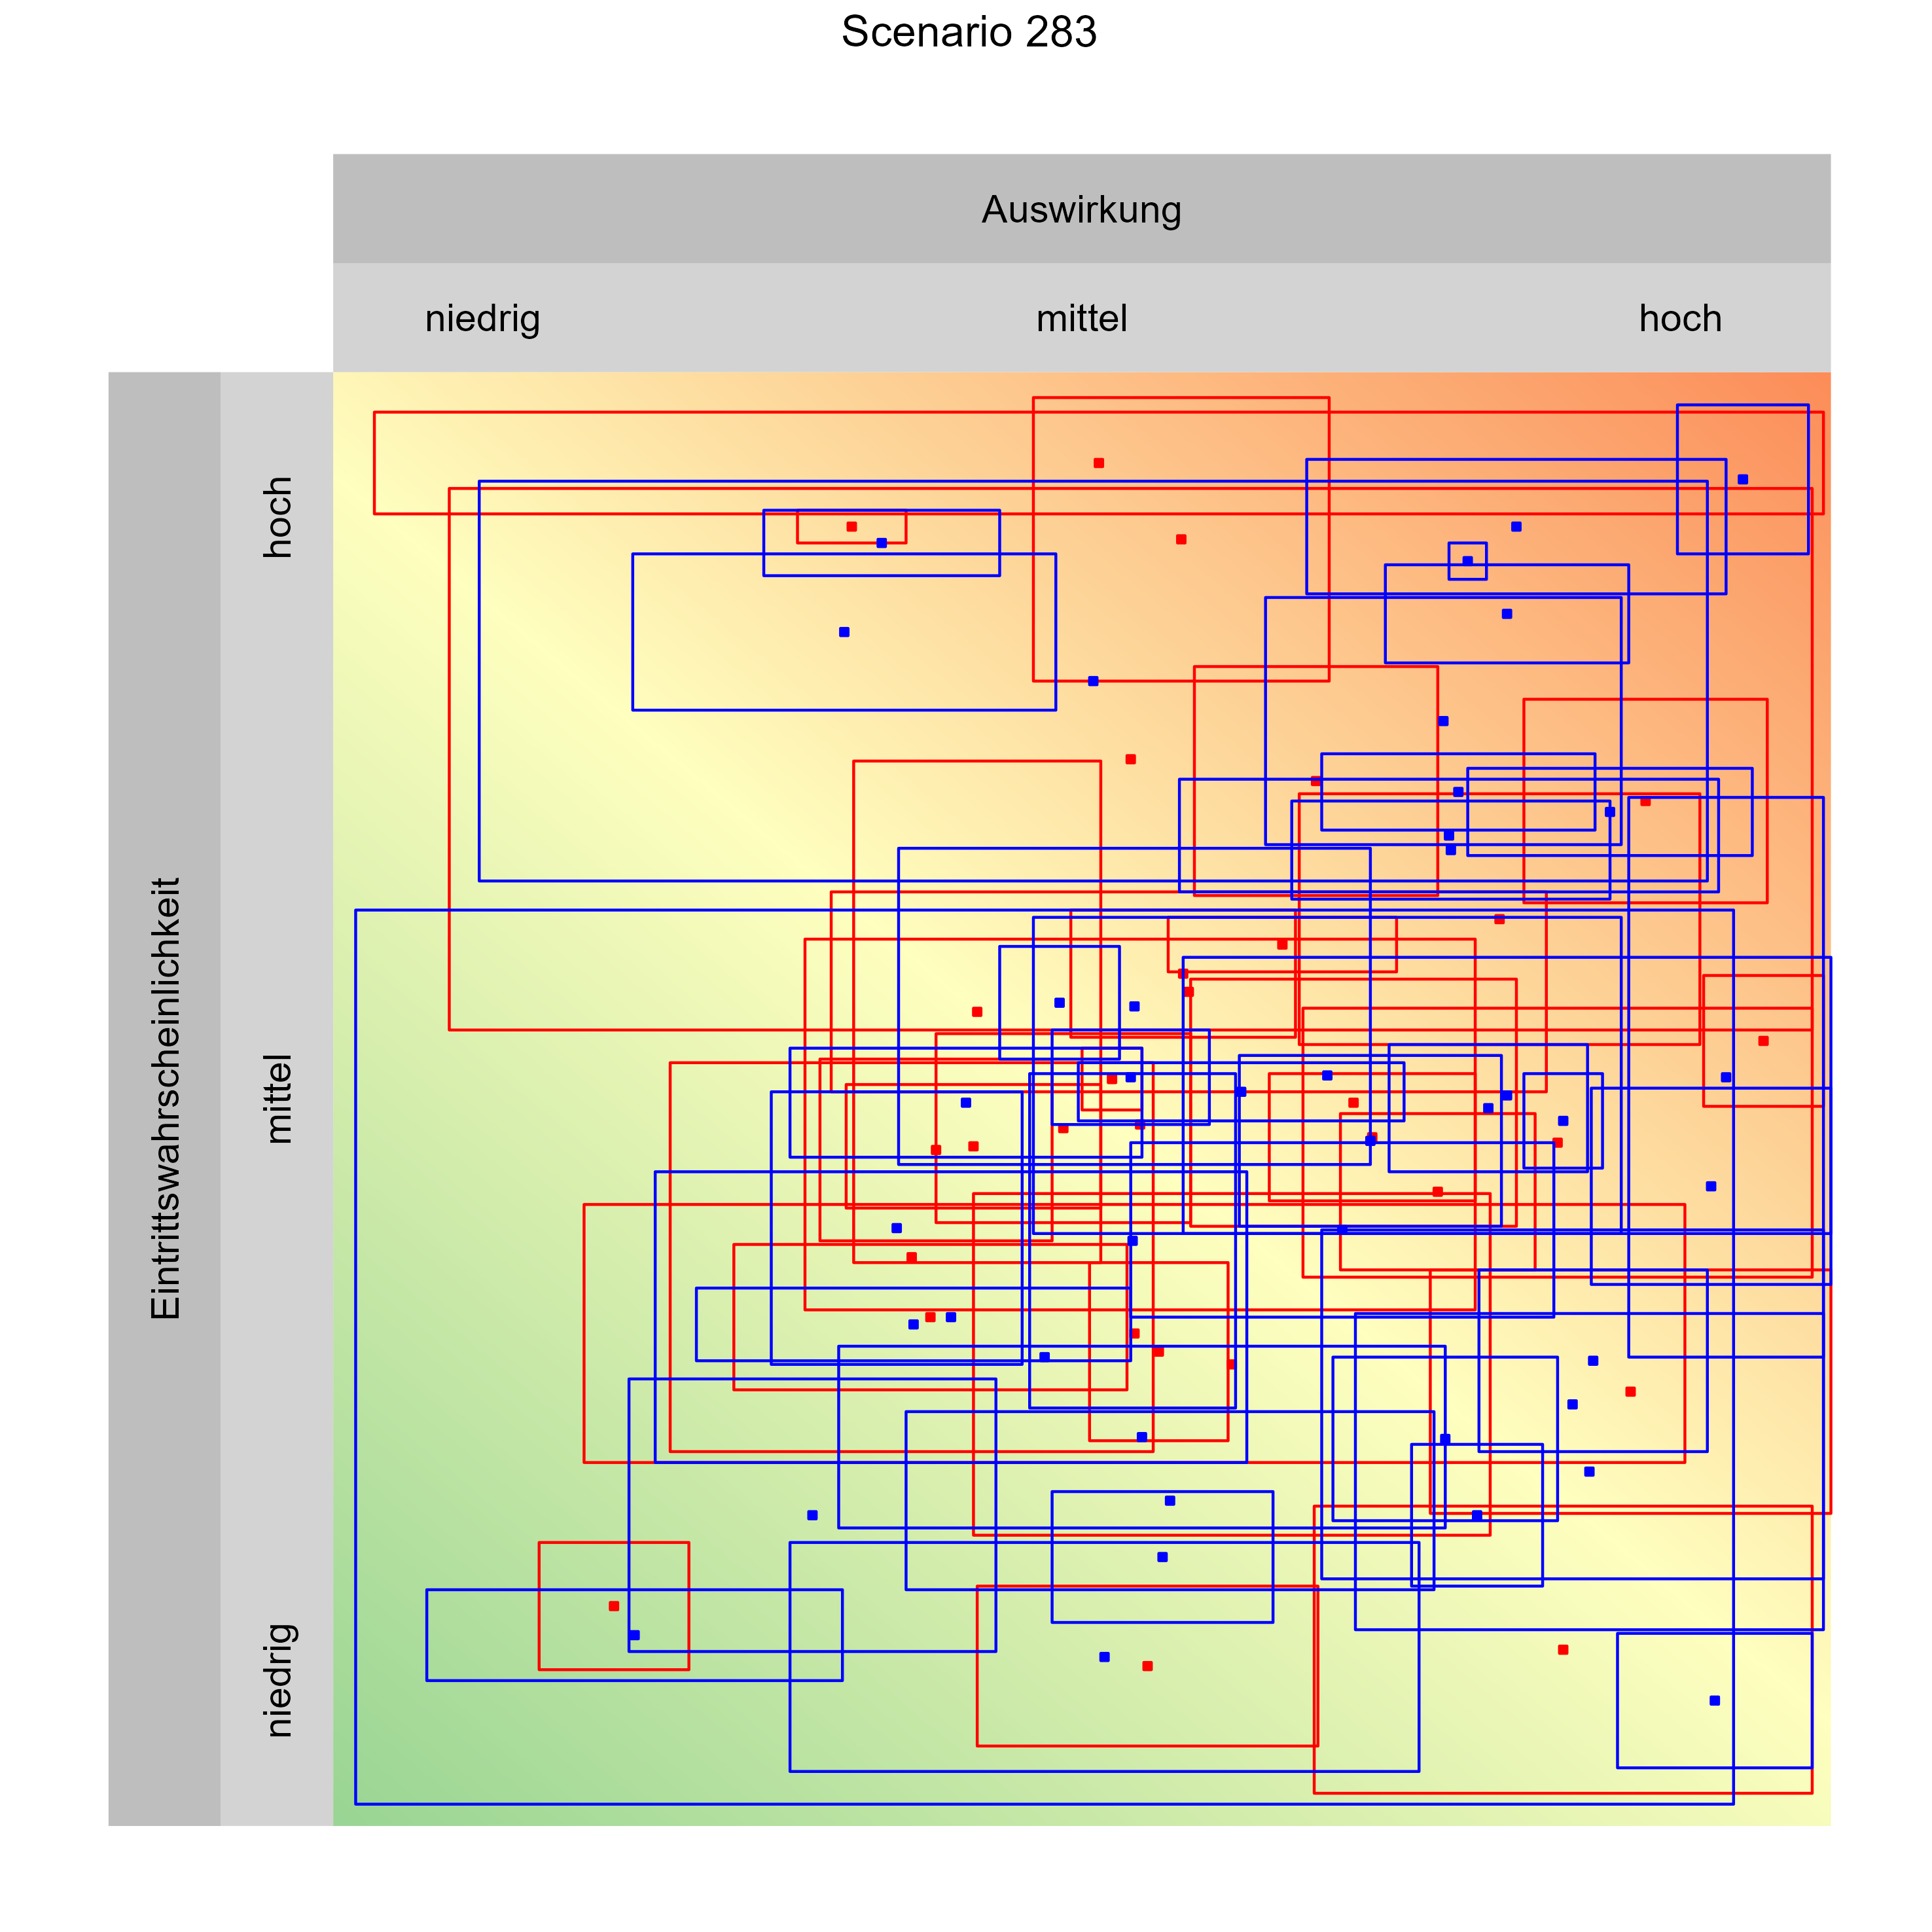 Scenario 283
Auswirkung
niedrig
mittel
hoch
Eintrittswahrscheinlichkeit
hoch
mittel
niedrig